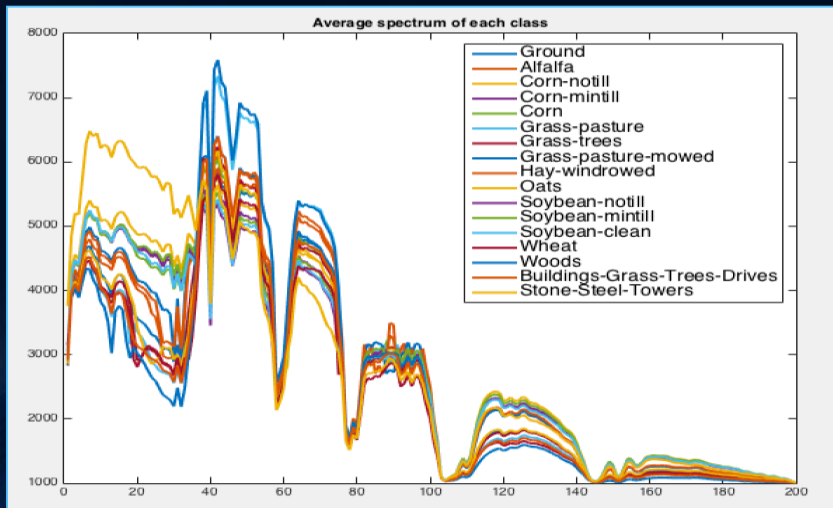 Average spectrum of each class
8000
7000
6000
5000
4000
3000
2000
1000
0 20 40 60 80 100 120 140 160 180 200
Ground
Alfalfa
Corn-notill
Corn-mintill
Corn
Grass-pasture
Grass-trees
Grass-pasture-mowed
Hay-windrowed
Oats
Soybean-notill
Soybean-mintill
Soybean-clean
Wheat
Woods
Buildings-Grass-Trees-Drives
Stone-Steel-Towers